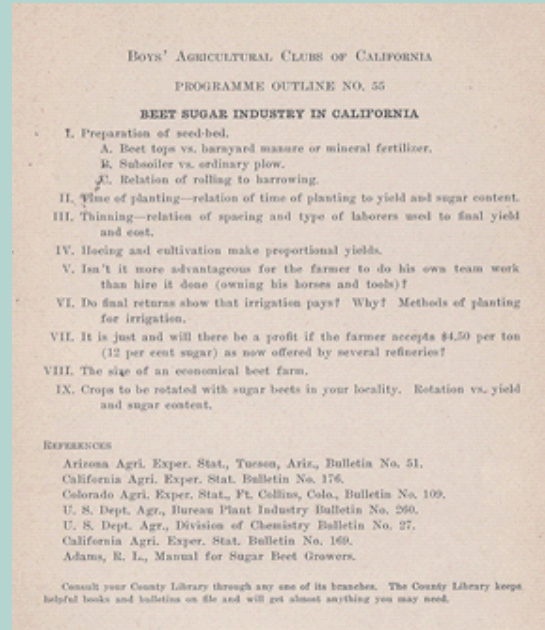 BOYS' AGRICULTURAL CLUBS OF CALIFORNIA
PROGRAMME OUTLINE NO. 55
BEET SUGAR INDUSTRY IN CALIFORNIA
I. Preparation of seed-bed.
A. Beet tops vs. barnyard manure or mineral fertilizer.
B. Subsoiler vs. ordinary plow.
C. Relation of rolling to harrowing.
II. Time of planting—relation of time of planting to yield and sugar content.
III. Thinning—relation of spacing and type of laborers used to final yield
and cost.
IV. Hoeing and cultivation make proportional yields.
V. Isn't it more advantageous for the farmer to do his own team work
than hire it done (owning his horses and tools)?
VI. Do final returns show that irrigation pays? Why? Methods of planting
for irrigation.
VII. It is just and will there be a profit if the farmer accepts $4.50 per ton
(12 per cent sugar) as now offered by several refineries?
VIII. The size of an economical beet farm.
IX. Crops to be rotated with sugar beets in your locality. Rotation vs. yield
and sugar content.
REFERENCES
Arizona Agri. Exper. Stat., Tucson, Ariz., Bulletin No. 51.
California Agri. Exper. Stat. Bulletin No. 176.
Colorado Agri. Exper. Stat., Ft. Collins, Colo., Bulletin No. 109.
U. S. Dept. Agr., Bureau Plant Industry Bulletin No. 260.
U. S. Dept. Agr., Division of Chemistry Bulletin No. 27.
California Agri. Exper. Stat. Bulletin No. 169.
Adams, R. L., Manual for Sugar Beet Growers.
Consult your County Library through any one of its branches. The County Library keeps
helpful books and bulletins on file and will get almost anything you may need.